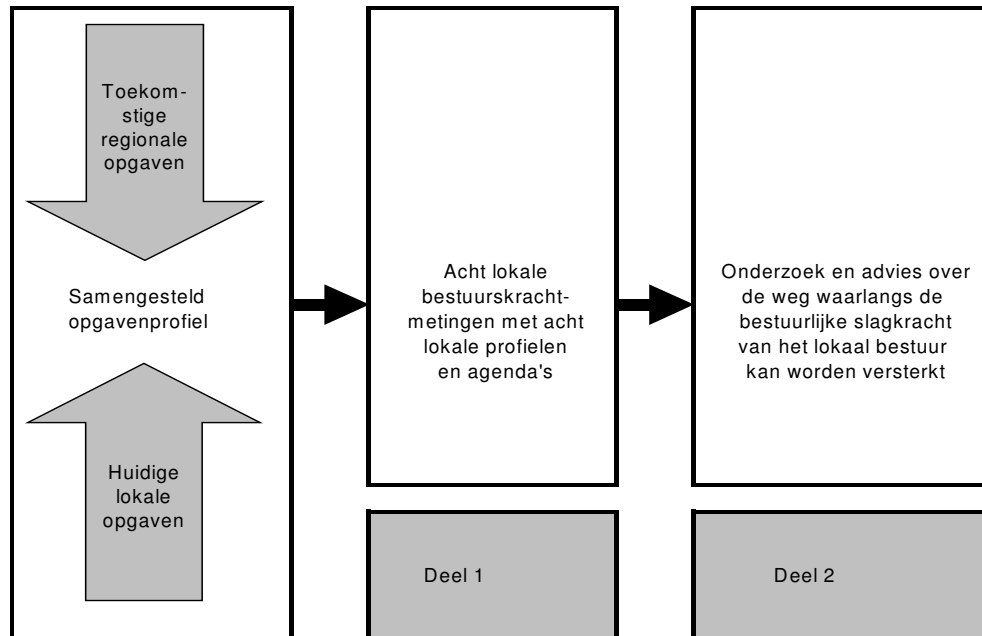 Toekom-
stige
regionale
opgaven
Samengesteld
opgavenprofiel
Huidige
lokale
opgaven
Acht lokale
bestuurskracht-
metingen met acht
lokale profielen
en agenda's
Onderzoek en advies over
de weg waarlangs de
bestuurlijke slagkracht
van het lokaal bestuur
kan worden versterkt
Deel 1
Deel 2